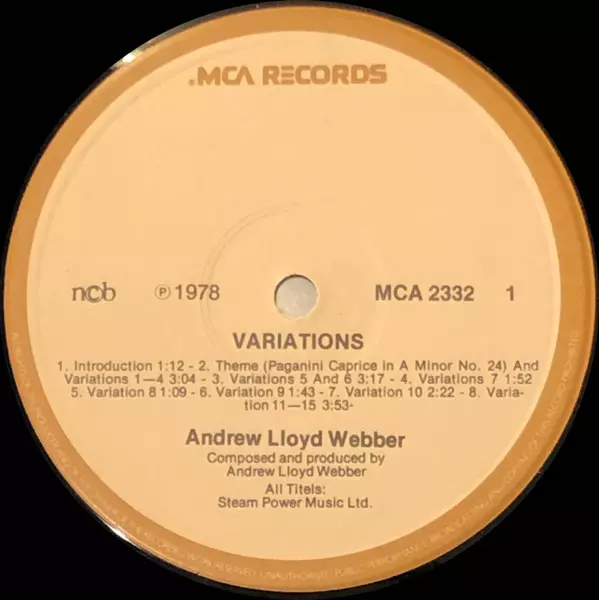 .MCA RECORDS
ncb ℗ 1978 MCA 2332 1
VARIATIONS
1. Introduction 1:12 - 2. Theme (Paganini Caprice in A Minor No. 24) And
Variations 1—4 3:04 - 3. Variations 5 And 6 3:17 - 4. Variations 7 1:52
5. Variation 8 1:09 - 6. Variation 9 1:43 - 7. Variation 10 2:22 - 8. Varia-
tion 11—15 3:53-
Andrew Lloyd Webber
Composed and produced by
Andrew Lloyd Webber
All Titels:
Steam Power Music Ltd.